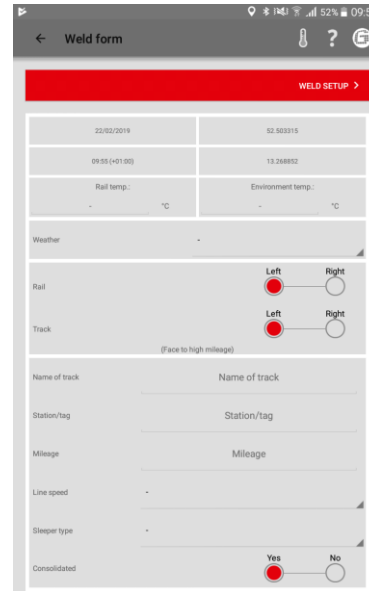 52% 09:5
Weld form
?
WELD SETUP >
22/02/2019 52.503315
09:55 (+01:00) 13.268852
Rail temp.: Environment temp.:
- °C - °C
Weather -
Left Right
Rail
Left Right
Track
(Face to high mileage)
Name of track Name of track
Station/tag Station/tag
Mileage Mileage
Line speed -
Sleeper type -
Yes No
Consolidated